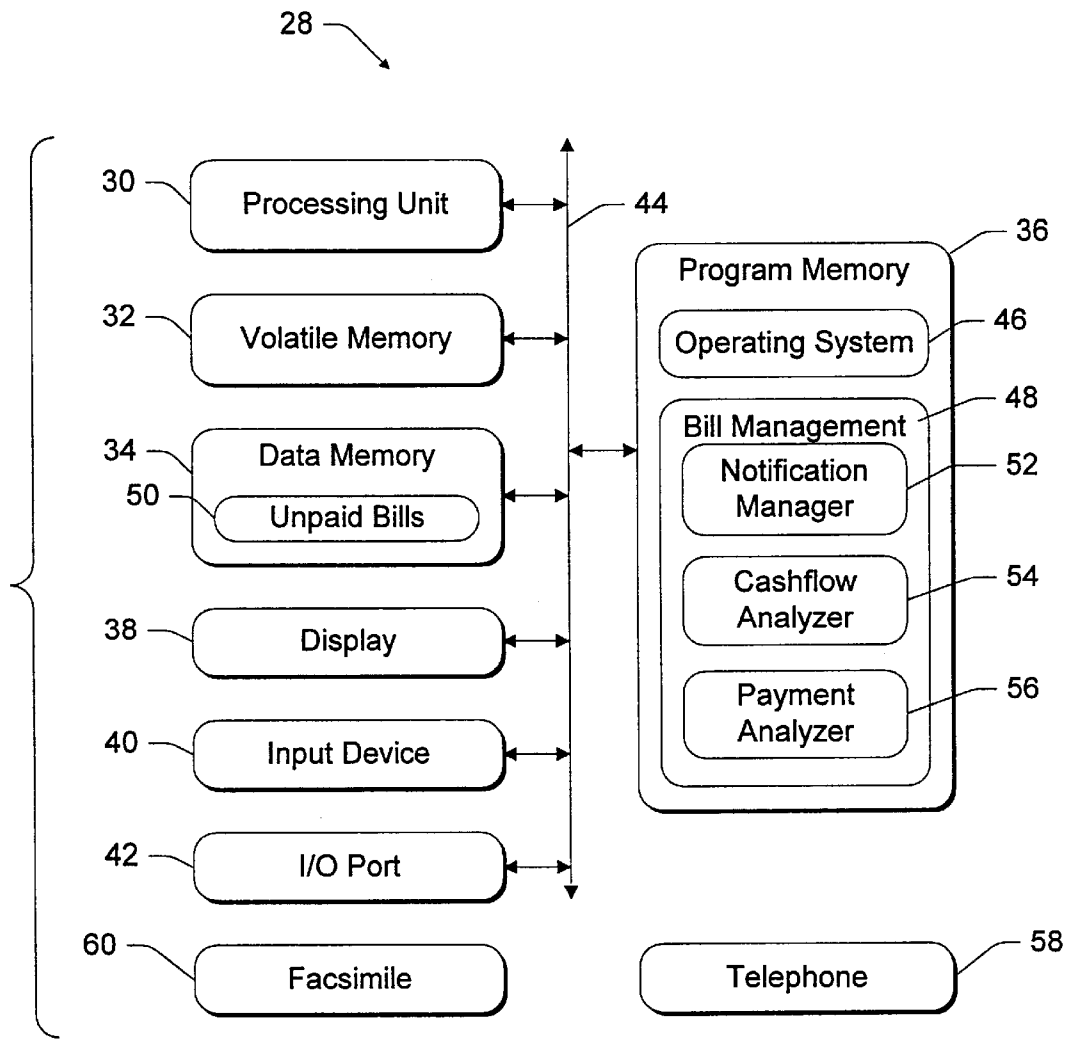 28
30
Processing Unit
44
36
Program Memory
32
Volatile Memory
46
Operating System
48
Bill Management
34
Data Memory
50
Unpaid Bills
52
Notification
Manager
54
Cashflow
Analyzer
38
Display
56
Payment
Analyzer
40
Input Device
42
I/O Port
60
Facsimile
58
Telephone